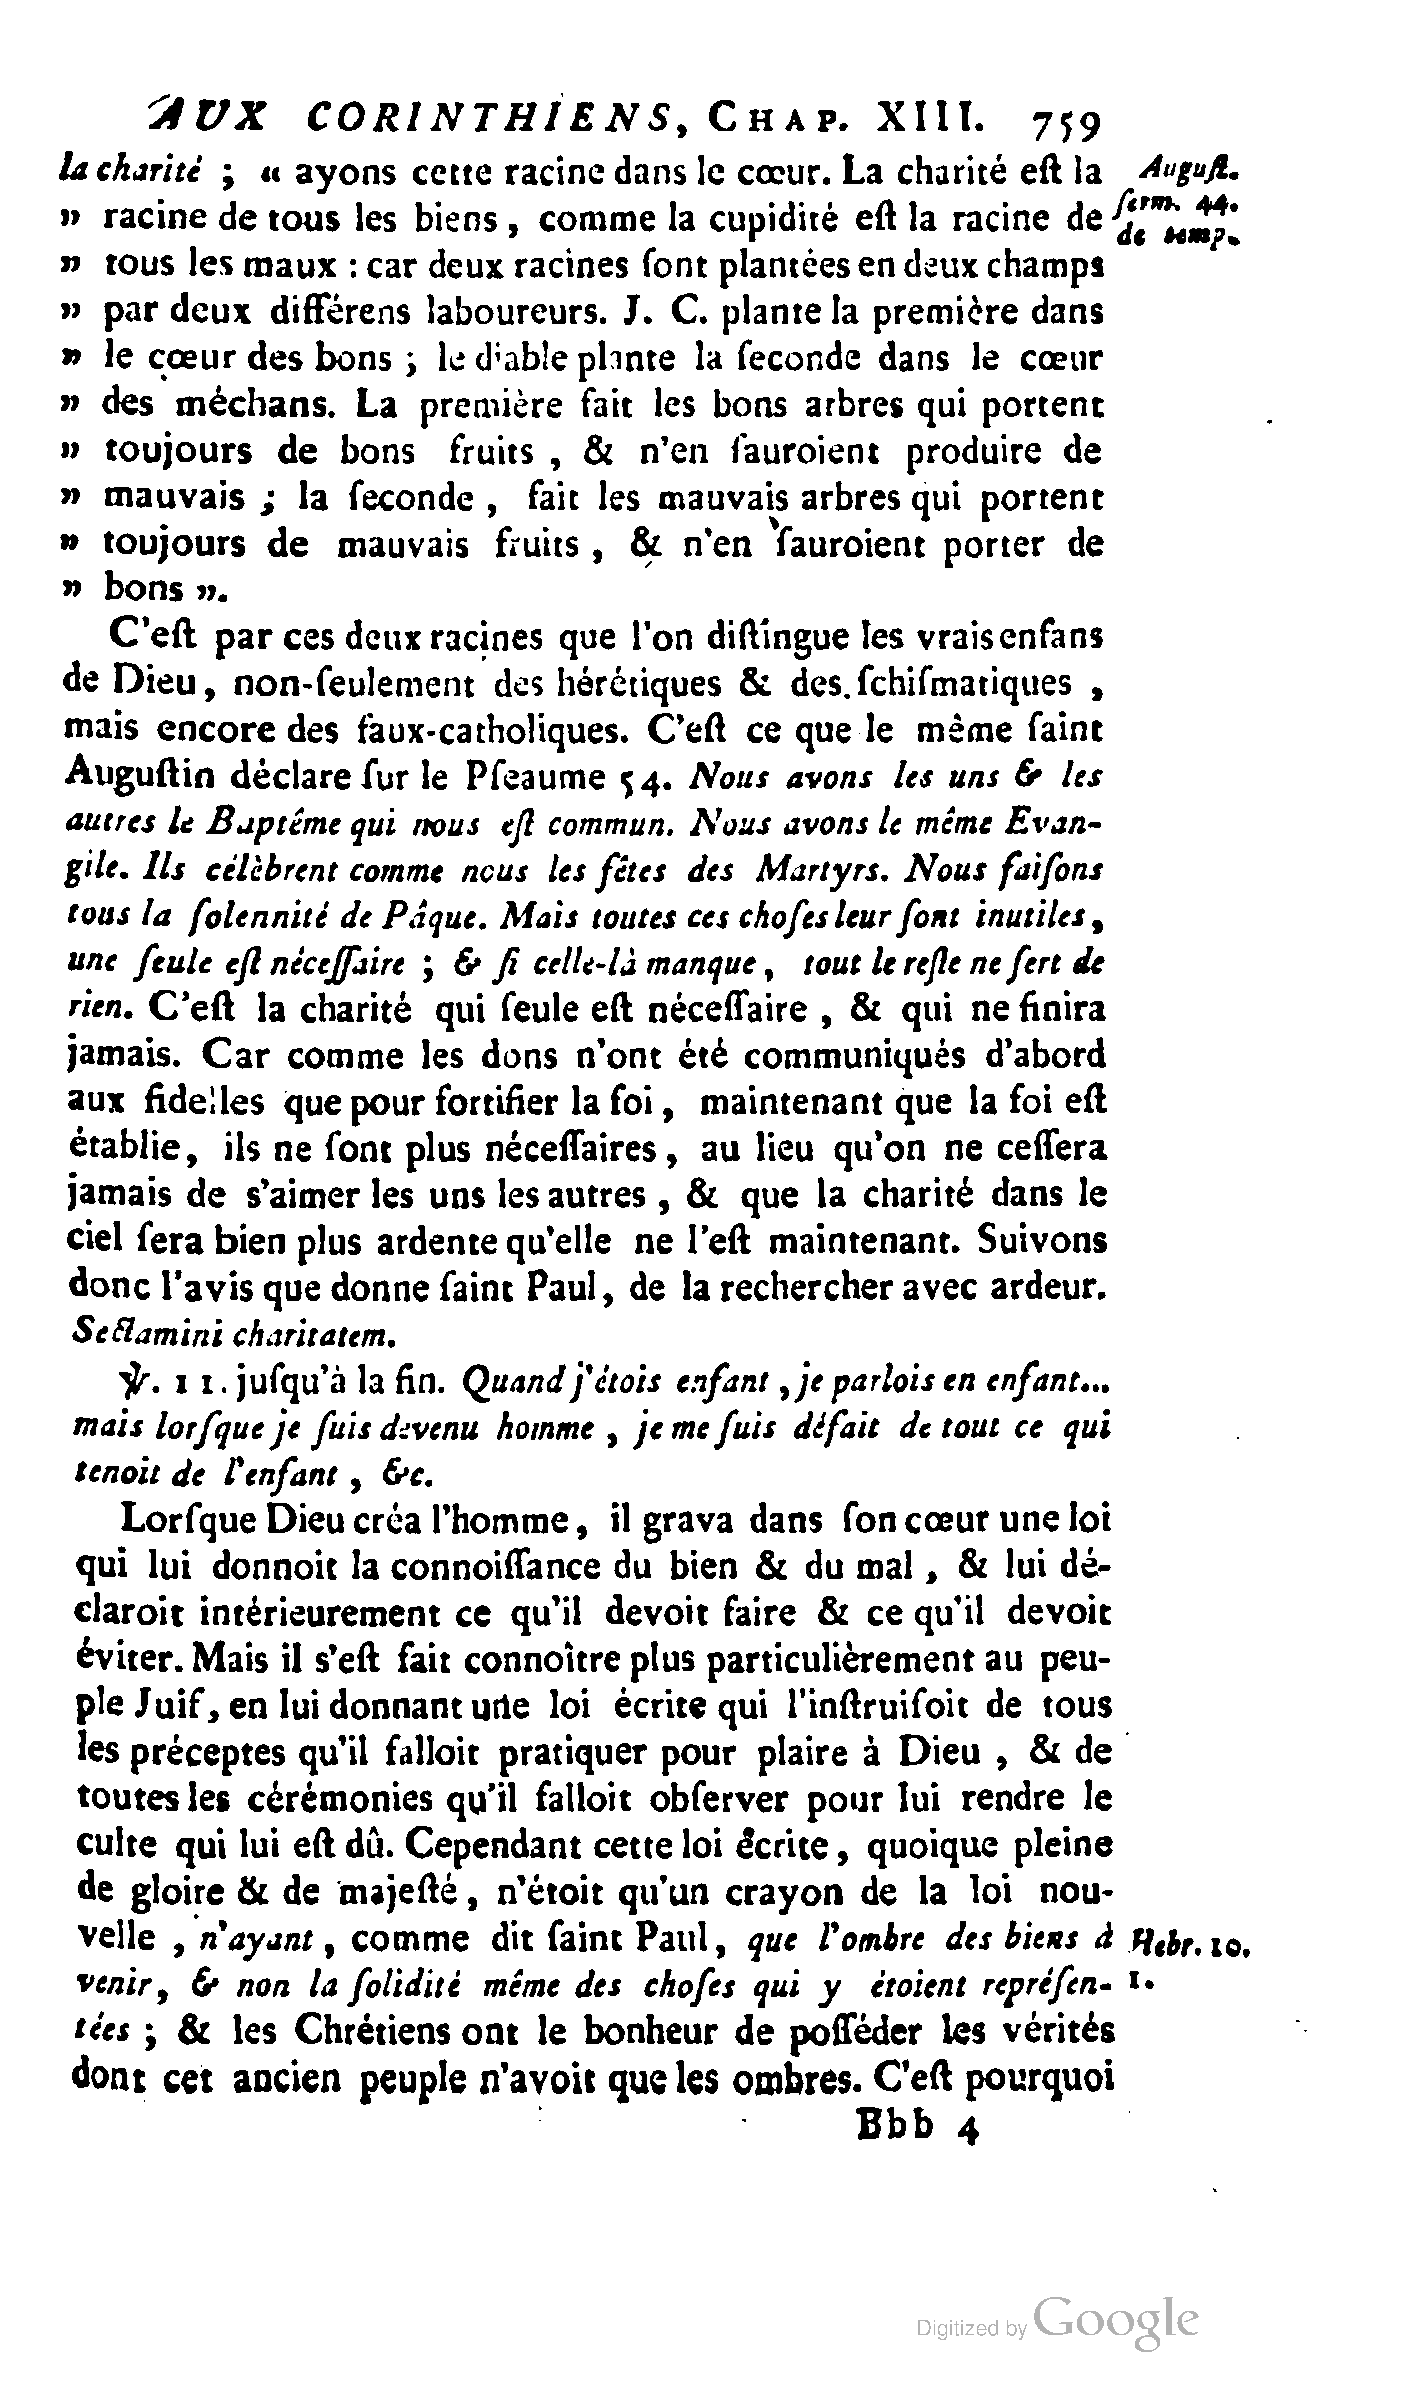 AUX CORINTHIENS, CHAP. XIII. 759
la charité ; « ayons cette racine dans le cœur. La charité eſt la
Auguſt.
ſerm. 44.
de temp.
» racine de tous les biens , comme la cupidité eſt la racine de
» tous les maux : car deux racines ſont plantées en deux champs
» par deux différens laboureurs. J. C. plante la première dans
» le cœur des bons ; le diable plante la ſeconde dans le cœur
» des méchans. La première fait les bons arbres qui portent
» toujours de bons fruits , & n'en ſauroient produire de
» mauvais ; la ſeconde , fait les mauvais arbres qui portent
» toujours de mauvais fruits , & n'en ſauroient porter de
» bons ».
C'eſt par ces deux racines que l'on diſtingue les vrais enfans
de Dieu, non-ſeulement des hérétiques & des ſchiſmatiques ,
mais encore des faux-catholiques. C'eſt ce que le même ſaint
Auguſtin déclare ſur le Pſeaume 54. Nous avons les uns & les
autres le Baptême qui nous eſt commun. Nous avons le même Evan-
gile. Ils célèbrent comme nous les fêtes des Martyrs. Nous faiſons
tous la ſolennité de Pâque. Mais toutes ces choſes leur ſont inutiles,
une ſeule eſt néceſſaire ; & ſi celle-là manque, tout le reſte ne ſert de
rien. C'eſt la charité qui ſeule eſt néceſſaire , & qui ne finira
jamais. Car comme les dons n'ont été communiqués d'abord
aux fidelles que pour fortifier la foi, maintenant que la foi eſt
établie, ils ne ſont plus néceſſaires, au lieu qu'on ne ceſſera
jamais de s'aimer les uns les autres , & que la charité dans le
ciel ſera bien plus ardente qu'elle ne l'eſt maintenant. Suivons
donc l'avis que donne ſaint Paul, de la rechercher avec ardeur.
Sectamini charitatem.
℣. 11. juſqu'à la fin. Quand j'étois enfant , je parlois en enfant...
mais lorſque je ſuis devenu homme , je me ſuis défait de tout ce qui
tenoit de l'enfant , &c.
Lorſque Dieu créa l'homme, il grava dans ſon cœur une loi
qui lui donnoit la connoiſſance du bien & du mal , & lui dé-
claroit intérieurement ce qu'il devoit faire & ce qu'il devoit
éviter. Mais il s'eſt fait connoître plus particulièrement au peu-
ple Juif, en lui donnant une loi écrite qui l'inſtruiſoit de tous
les préceptes qu'il falloit pratiquer pour plaire à Dieu , & de
toutes les cérémonies qu'il falloit obſerver pour lui rendre le
culte qui lui eſt dû. Cependant cette loi écrite, quoique pleine
de gloire & de majeſté, n'étoit qu'un crayon de la loi nou-
velle , n'ayant, comme dit ſaint Paul, que l'ombre des biens à
Hebr. 10.
1.
venir, & non la ſolidité même des choſes qui y étoient repréſen-
tées ; & les Chrétiens ont le bonheur de poſſéder les vérités
dont cet ancien peuple n'avoit que les ombres. C'eſt pourquoi
Bbb 4
Digitized by Google